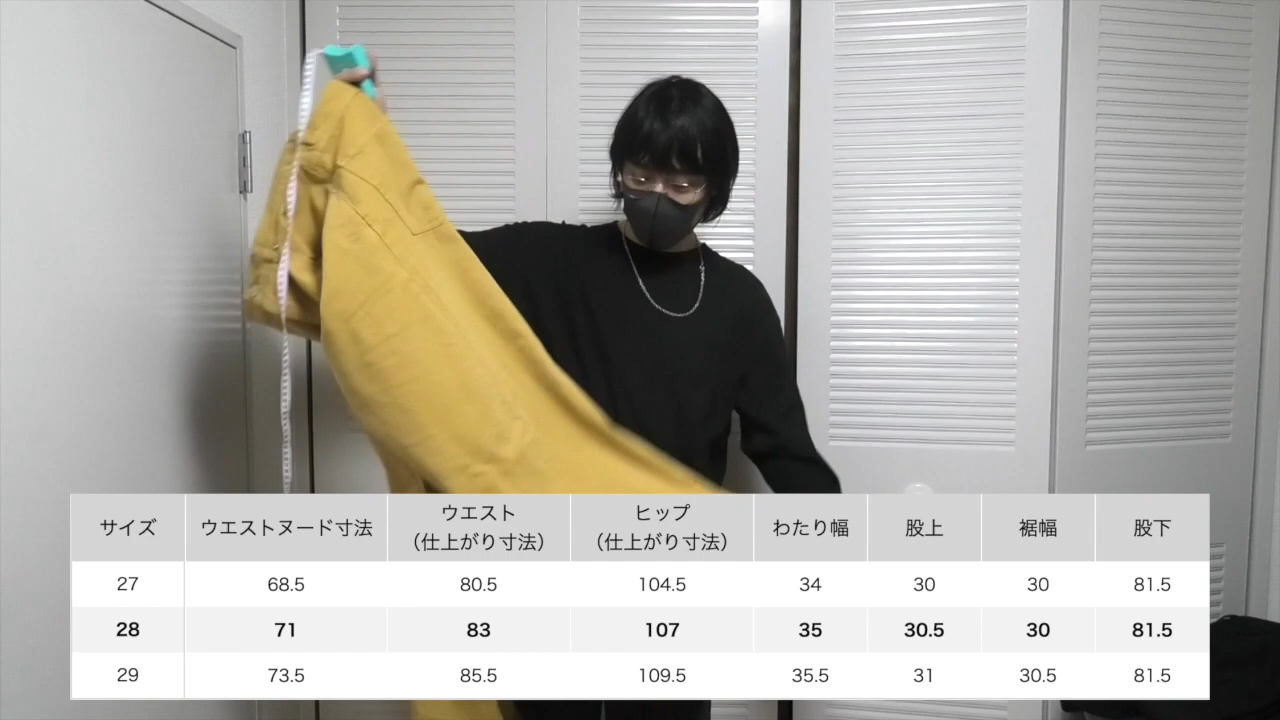 サイズ ウエストヌード寸法 ウエスト（仕上がり寸法） ヒップ（仕上がり寸法） わたり幅 股上 裾幅 股下
27 68.5 80.5 104.5 34 30 30 81.5
28 71 83 107 35 30.5 30 81.5
29 73.5 85.5 109.5 35.5 31 30.5 81.5